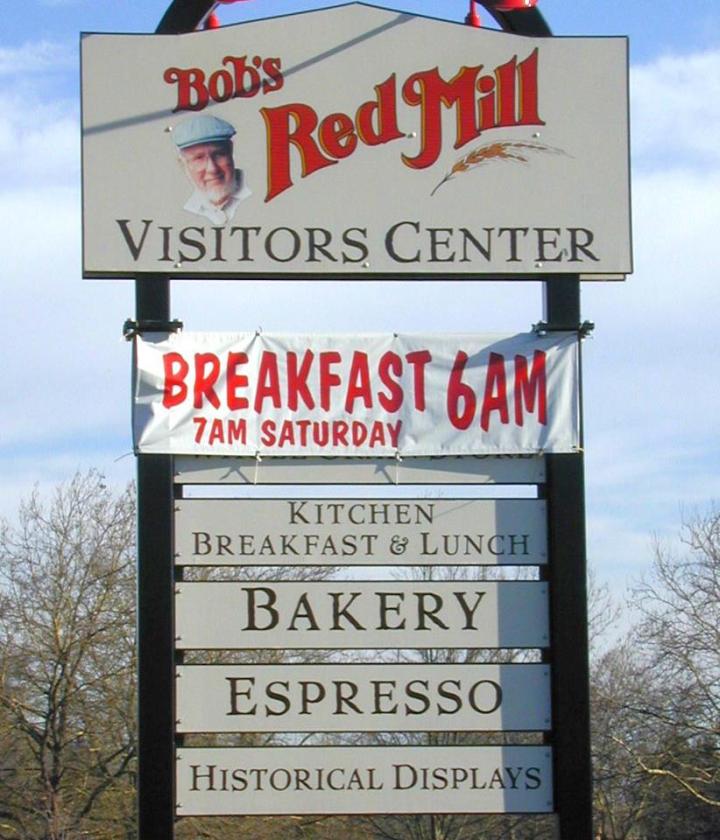 Bob's
Red Mill
VISITORS CENTER
BREAKFAST 6AM
7AM SATURDAY
KITCHEN
BREAKFAST & LUNCH
BAKERY
ESPRESSO
HISTORICAL DISPLAYS